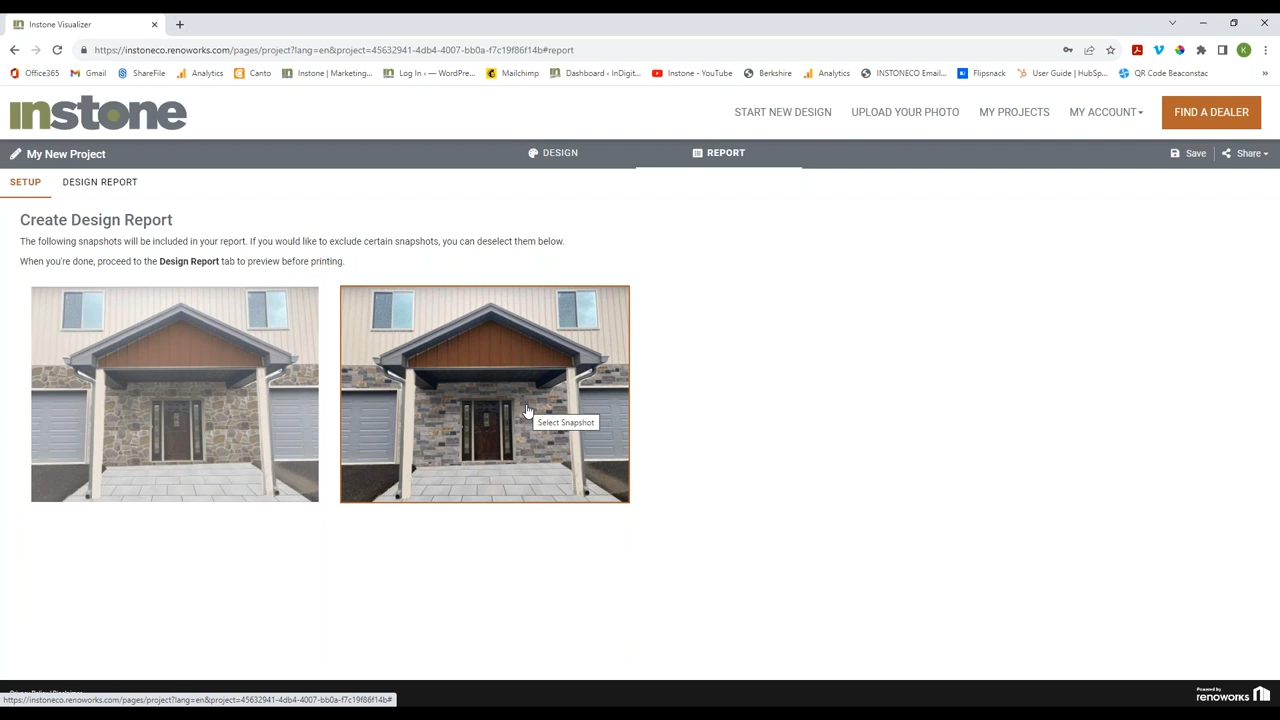 Instone Visualizer
https://instoneco.renoworks.com/pages/project?lang=en&project=45632941-4db4-4007-bb0a-f7c19f86f14b#report
K
Office365 Gmail ShareFile Analytics Canto Instone | Marketing... Log In ‹ — WordPre... Mailchimp Dashboard ‹ InDigit... Instone - YouTube Berkshire Analytics INSTONECO Email... Flipsnack User Guide | HubSp... QR Code Beaconstac »
instone
START NEW DESIGN UPLOAD YOUR PHOTO MY PROJECTS MY ACCOUNT FIND A DEALER
My New Project DESIGN REPORT Save Share
SETUP DESIGN REPORT
Create Design Report
The following snapshots will be included in your report. If you would like to exclude certain snapshots, you can deselect them below.
When you're done, proceed to the Design Report tab to preview before printing.
Select Snapshot
Powered by
renoworks
https://instoneco.renoworks.com/pages/project?lang=en&project=45632941-4db4-4007-bb0a-f7c19f86f14b#